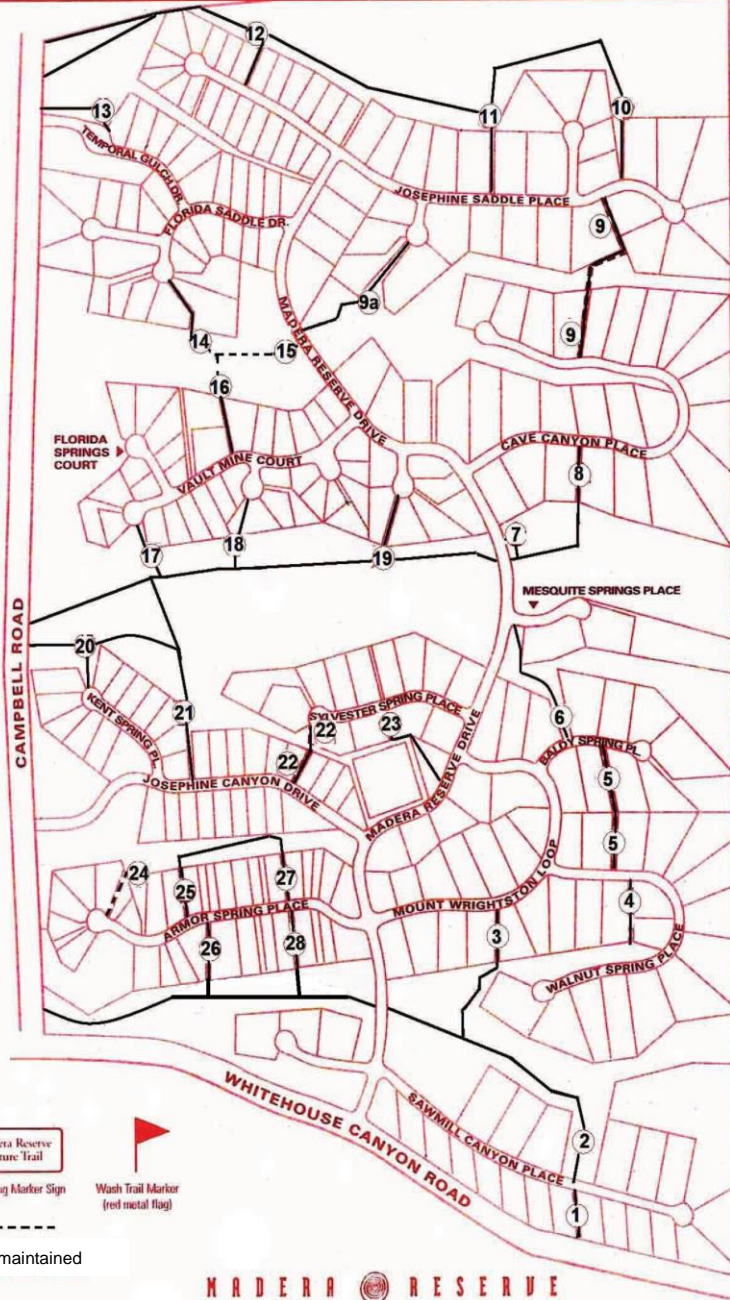 12
13
11
10
TEMPORAL GULCH DR.
JOSEPHINE SADDLE PLACE
FLORIDA SADDLE DR.
9
9a
MADERA RESERVE DRIVE
14
15
9
16
FLORIDA
SPRINGS
COURT
VAULT MINE COURT
CAVE CANYON PLACE
8
7
17
18
19
MESQUITE SPRINGS PLACE
CAMPBELL ROAD
20
KENT SPRING PL.
21
SYLVESTER SPRING PLACE
22
23
6
BALDY SPRING PL.
22
5
JOSEPHINE CANYON DRIVE
MADERA RESERVE DRIVE
5
24
25
27
MOUNT WRIGHTSTON LOOP
4
ARMOR SPRING PLACE
26
28
3
WALNUT SPRING PLACE
WHITEHOUSE CANYON ROAD
SAWMILL CANYON PLACE
2
1
Reserve
Trail
Marker Sign
Wash Trail Marker
(red metal flag)
maintained
MADERA RESERVE